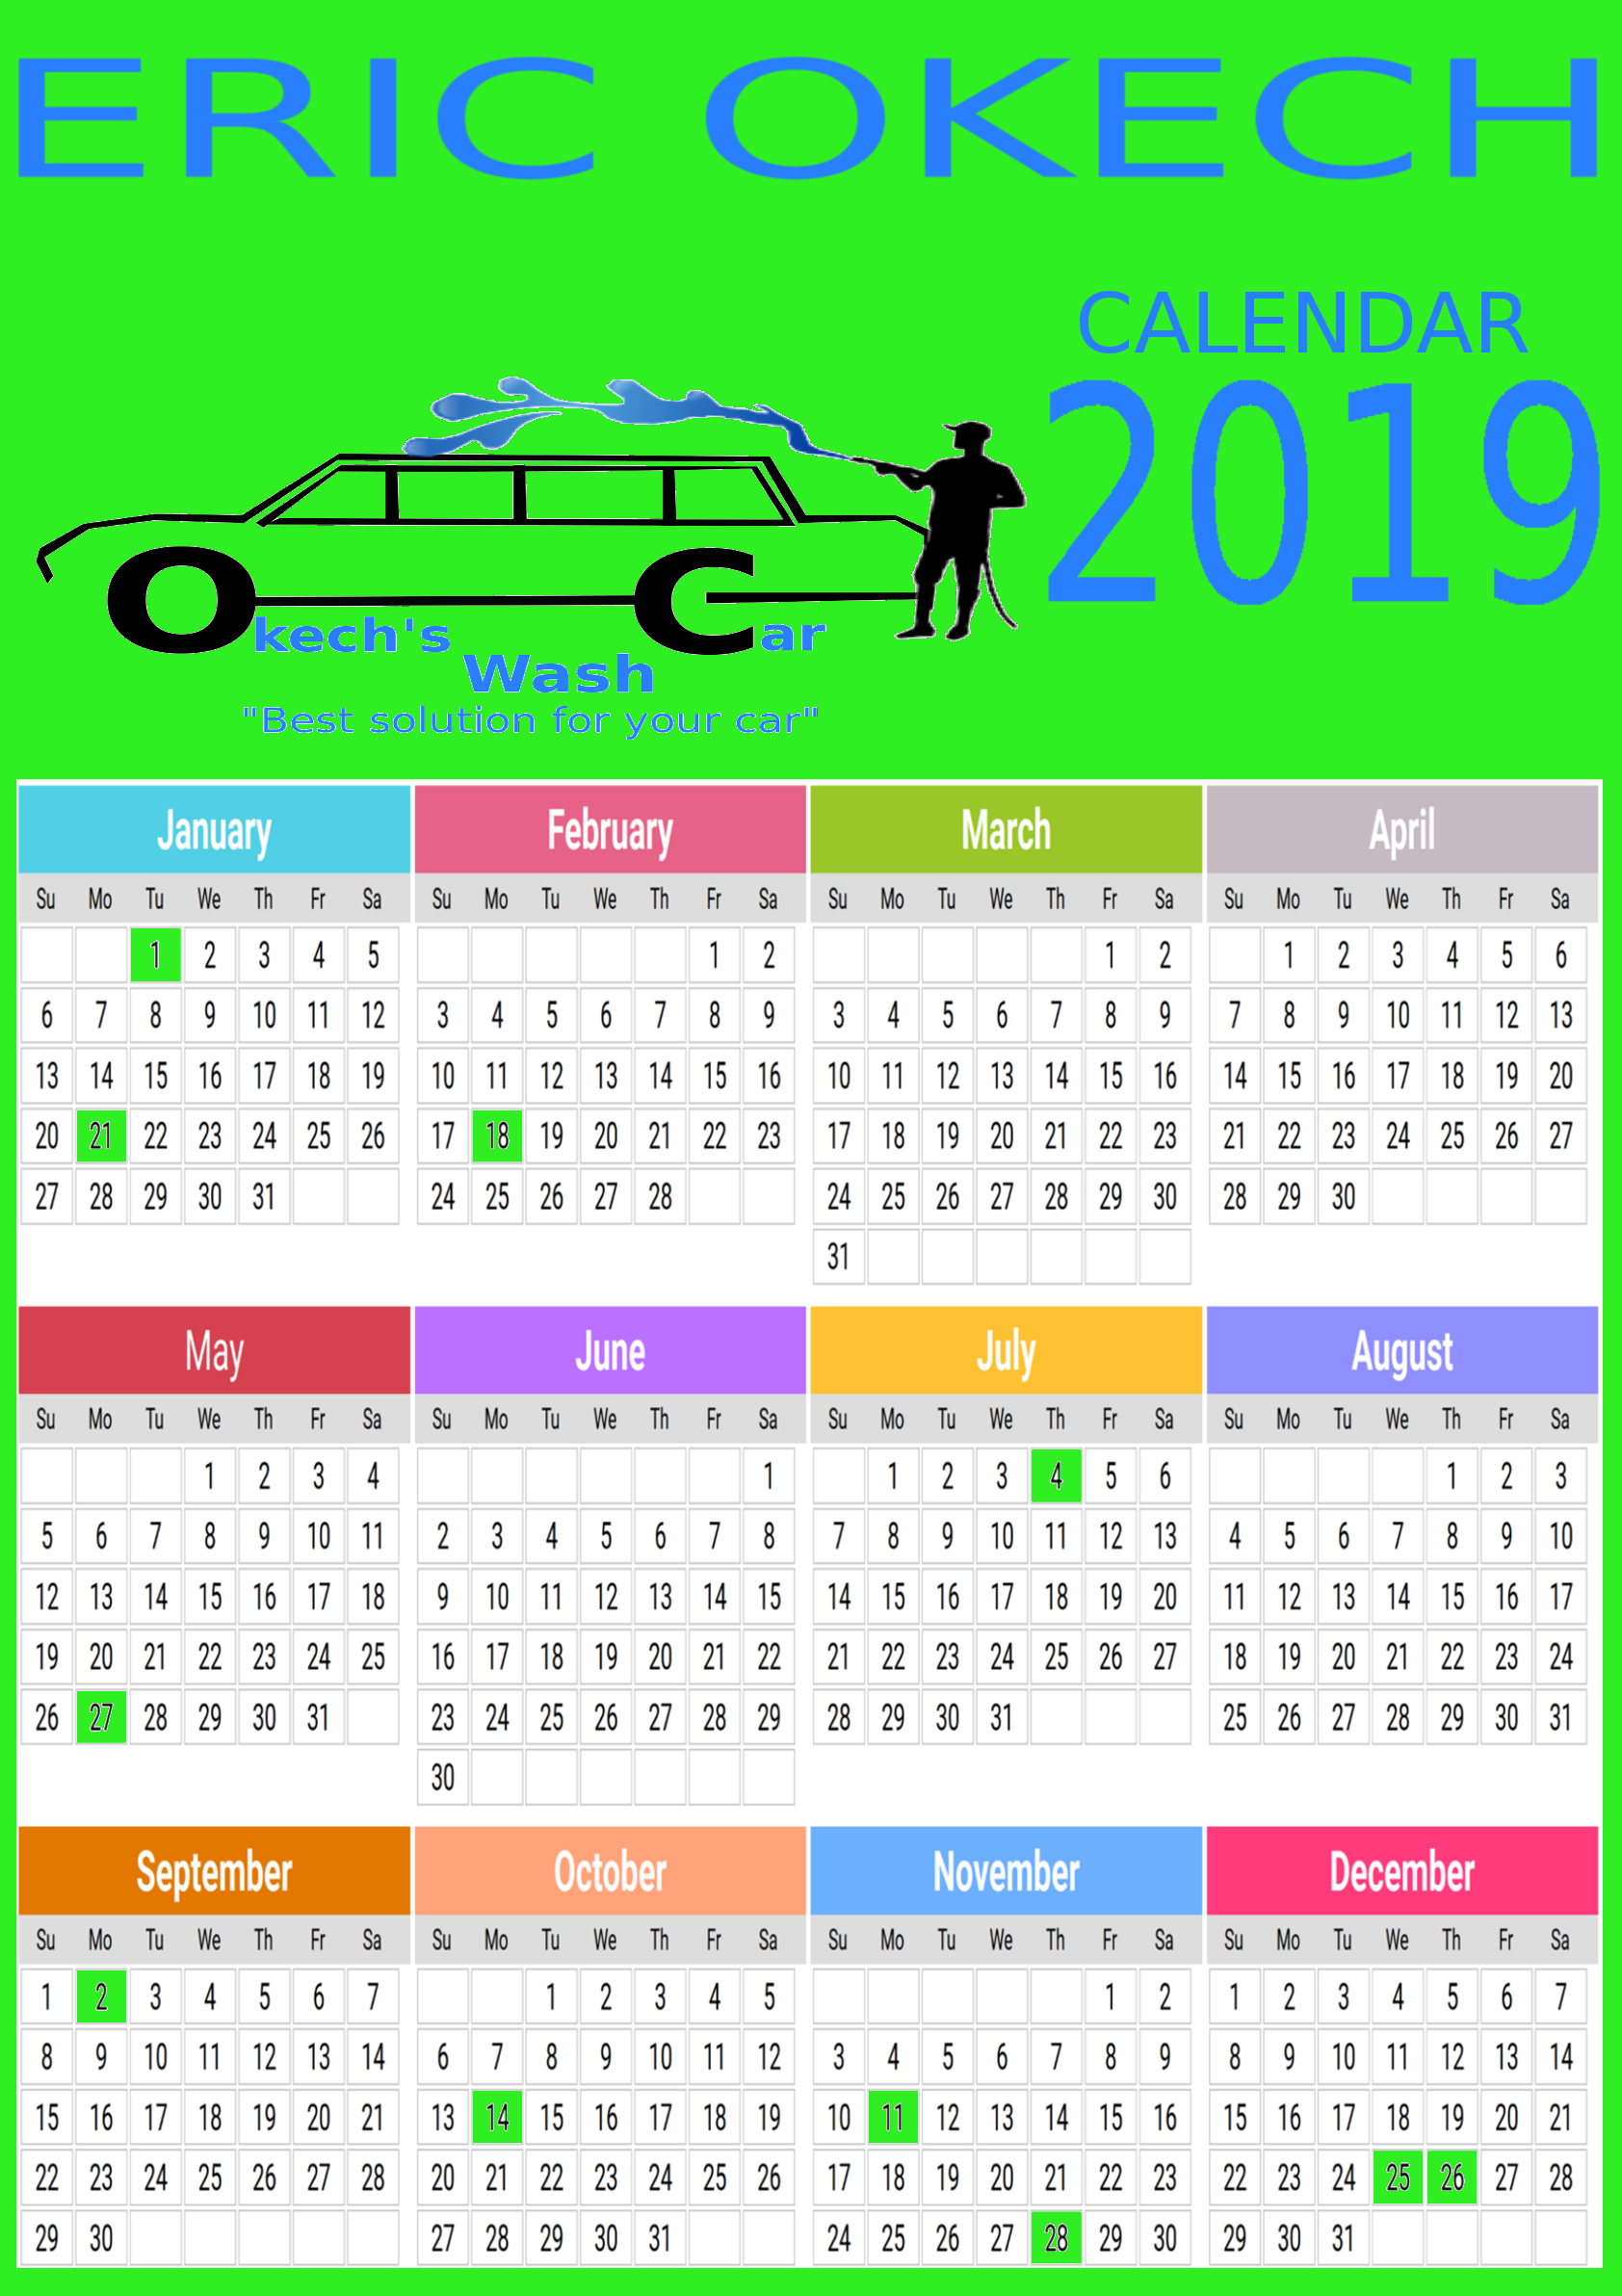 ERIC OKECH
CALENDAR
2019
Okech's Car
Wash
"Best solution for your car"
January
Su Mo Tu We Th Fr Sa
1 2 3 4 5
6 7 8 9 10 11 12
13 14 15 16 17 18 19
20 21 22 23 24 25 26
27 28 29 30 31
February
Su Mo Tu We Th Fr Sa
1 2
3 4 5 6 7 8 9
10 11 12 13 14 15 16
17 18 19 20 21 22 23
24 25 26 27 28
March
Su Mo Tu We Th Fr Sa
1 2
3 4 5 6 7 8 9
10 11 12 13 14 15 16
17 18 19 20 21 22 23
24 25 26 27 28 29 30
31
April
Su Mo Tu We Th Fr Sa
1 2 3 4 5 6
7 8 9 10 11 12 13
14 15 16 17 18 19 20
21 22 23 24 25 26 27
28 29 30
May
Su Mo Tu We Th Fr Sa
1 2 3 4
5 6 7 8 9 10 11
12 13 14 15 16 17 18
19 20 21 22 23 24 25
26 27 28 29 30 31
June
Su Mo Tu We Th Fr Sa
1
2 3 4 5 6 7 8
9 10 11 12 13 14 15
16 17 18 19 20 21 22
23 24 25 26 27 28 29
30
July
Su Mo Tu We Th Fr Sa
1 2 3 4 5 6
7 8 9 10 11 12 13
14 15 16 17 18 19 20
21 22 23 24 25 26 27
28 29 30 31
August
Su Mo Tu We Th Fr Sa
1 2 3
4 5 6 7 8 9 10
11 12 13 14 15 16 17
18 19 20 21 22 23 24
25 26 27 28 29 30 31
September
Su Mo Tu We Th Fr Sa
1 2 3 4 5 6 7
8 9 10 11 12 13 14
15 16 17 18 19 20 21
22 23 24 25 26 27 28
29 30
October
Su Mo Tu We Th Fr Sa
1 2 3 4 5
6 7 8 9 10 11 12
13 14 15 16 17 18 19
20 21 22 23 24 25 26
27 28 29 30 31
November
Su Mo Tu We Th Fr Sa
1 2
3 4 5 6 7 8 9
10 11 12 13 14 15 16
17 18 19 20 21 22 23
24 25 26 27 28 29 30
December
Su Mo Tu We Th Fr Sa
1 2 3 4 5 6 7
8 9 10 11 12 13 14
15 16 17 18 19 20 21
22 23 24 25 26 27 28
29 30 31